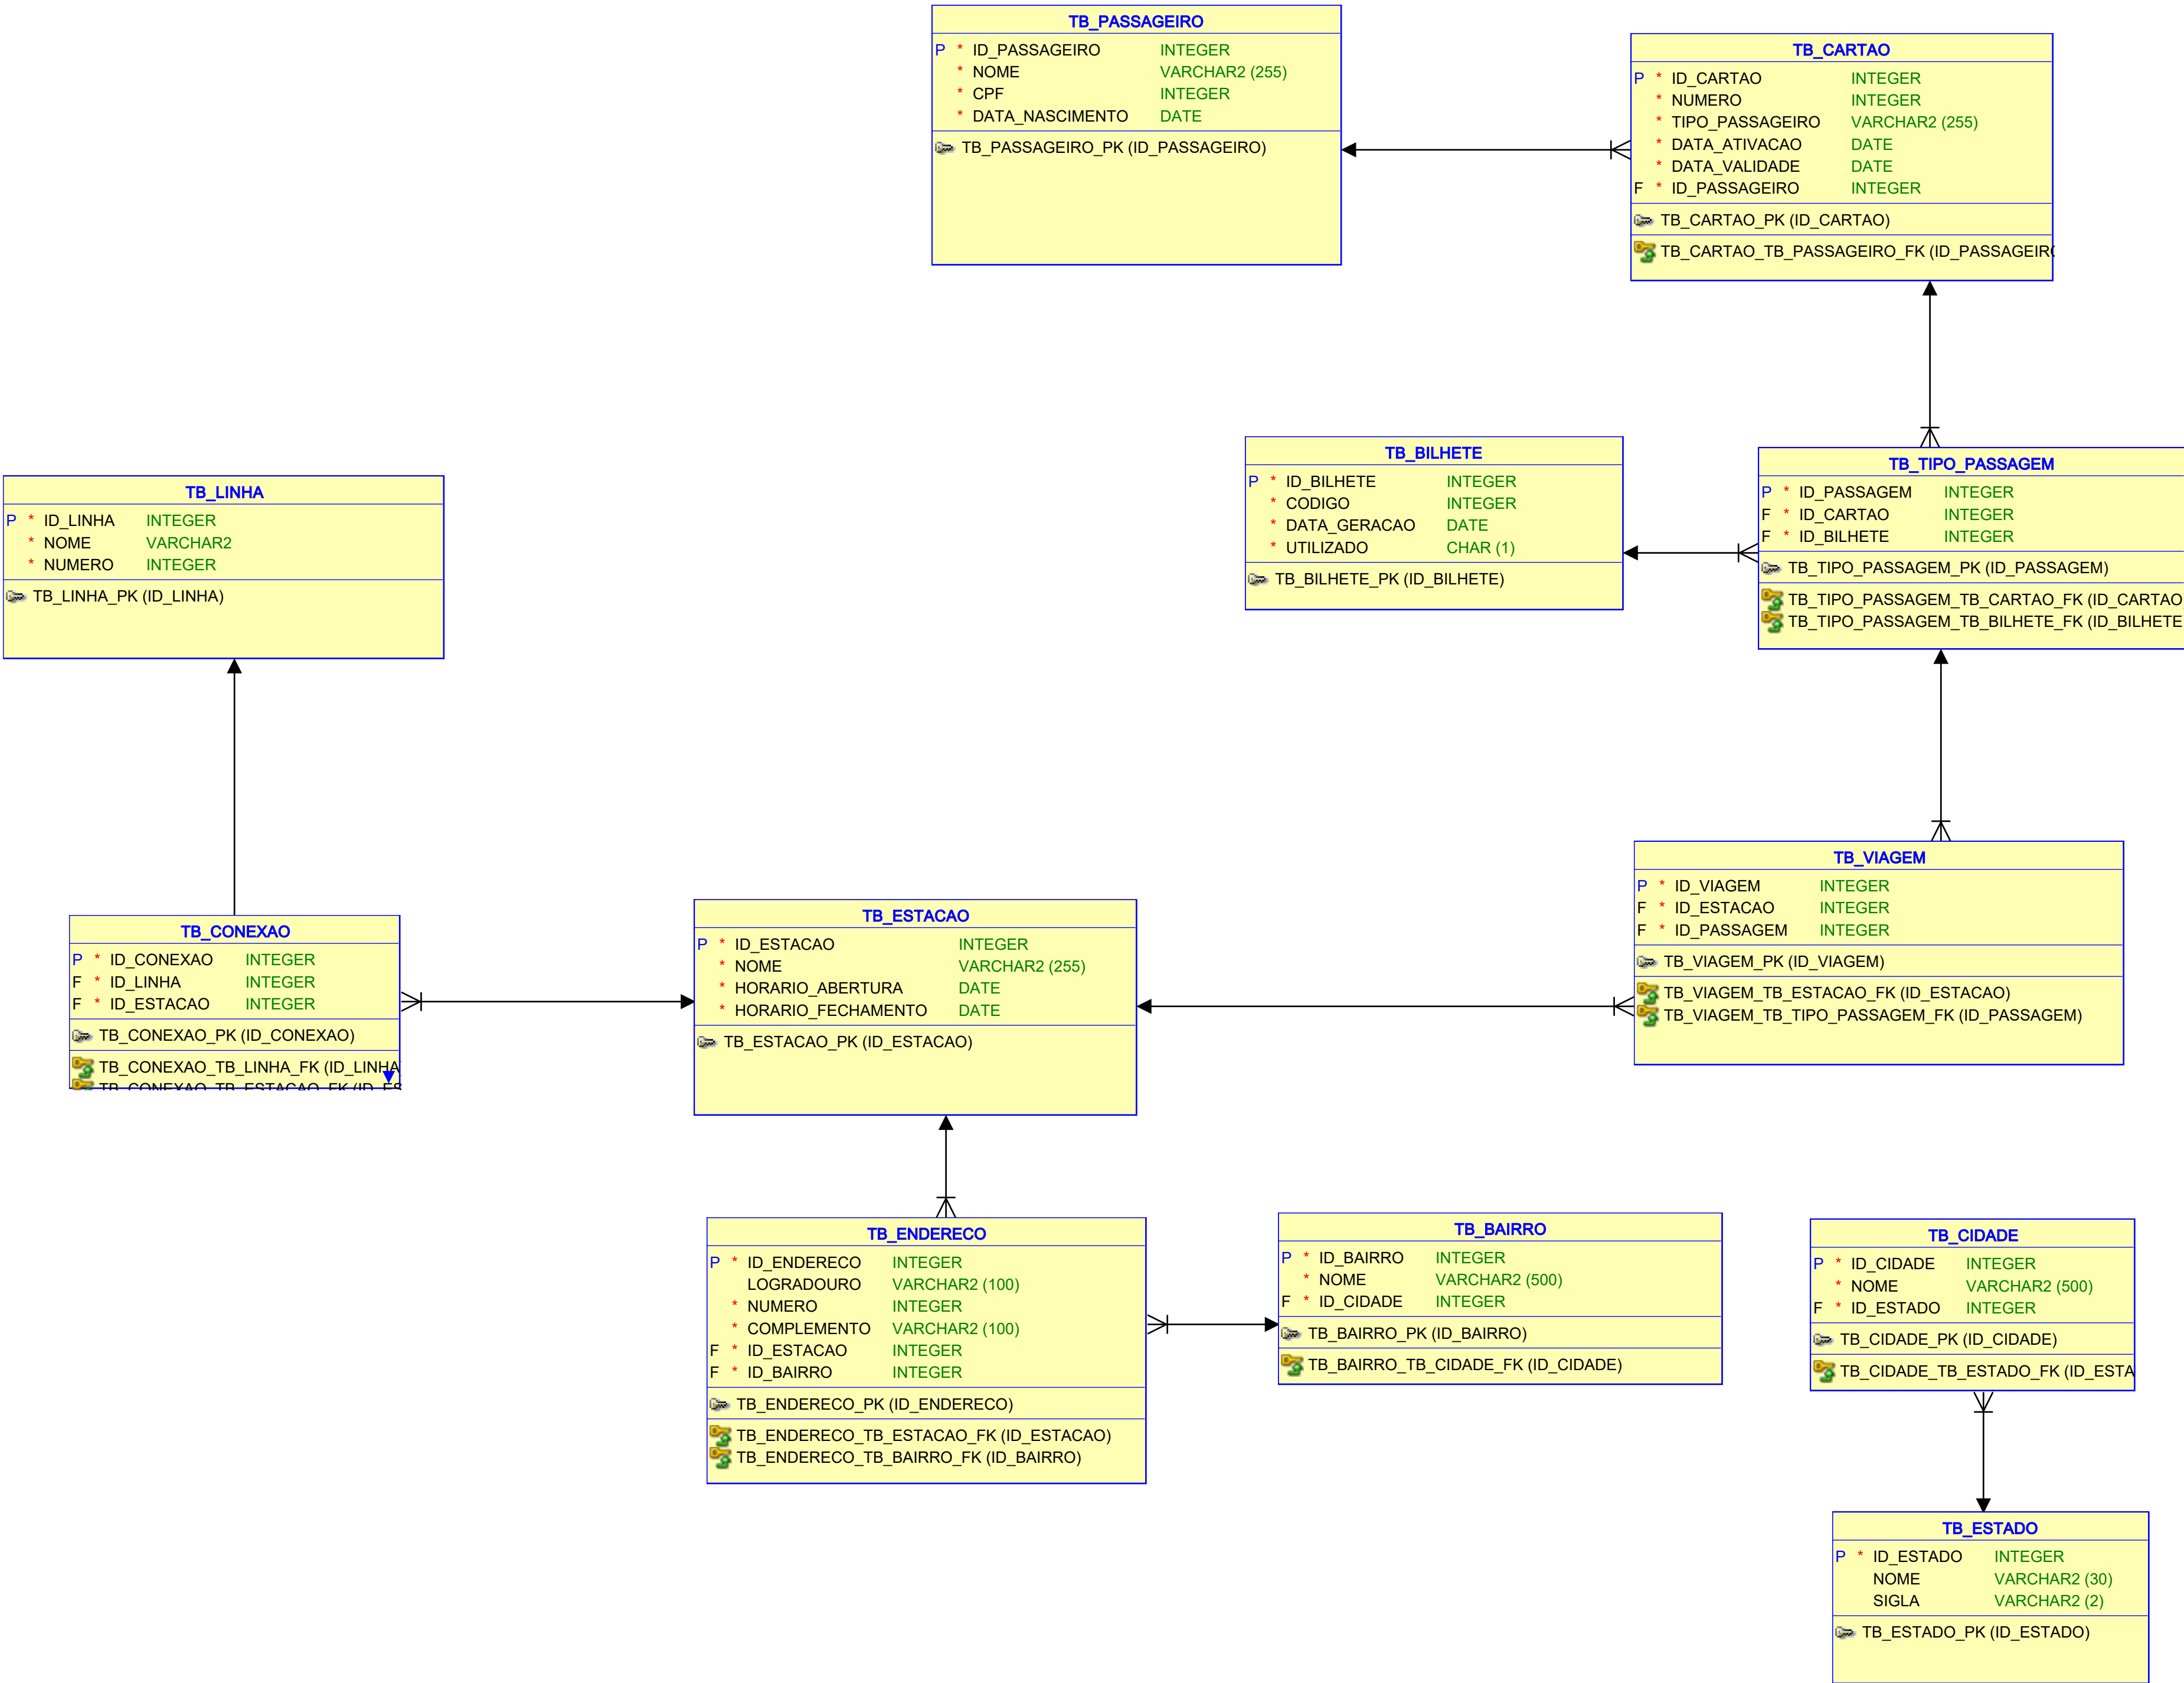 TB_PASSAGEIRO
P * ID_PASSAGEIRO INTEGER
* NOME VARCHAR2 (255)
* CPF INTEGER
* DATA_NASCIMENTO DATE
TB_PASSAGEIRO_PK (ID_PASSAGEIRO)
TB_CARTAO
P * ID_CARTAO INTEGER
* NUMERO INTEGER
* TIPO_PASSAGEIRO VARCHAR2 (255)
* DATA_ATIVACAO DATE
* DATA_VALIDADE DATE
F * ID_PASSAGEIRO INTEGER
TB_CARTAO_PK (ID_CARTAO)
TB_CARTAO_TB_PASSAGEIRO_FK (ID_PASSAGEIRO
TB_BILHETE
P * ID_BILHETE INTEGER
* CODIGO INTEGER
* DATA_GERACAO DATE
* UTILIZADO CHAR (1)
TB_BILHETE_PK (ID_BILHETE)
TB_TIPO_PASSAGEM
P * ID_PASSAGEM INTEGER
F * ID_CARTAO INTEGER
F * ID_BILHETE INTEGER
TB_TIPO_PASSAGEM_PK (ID_PASSAGEM)
TB_TIPO_PASSAGEM_TB_CARTAO_FK (ID_CARTAO
TB_TIPO_PASSAGEM_TB_BILHETE_FK (ID_BILHETE
TB_LINHA
P * ID_LINHA INTEGER
* NOME VARCHAR2
* NUMERO INTEGER
TB_LINHA_PK (ID_LINHA)
TB_CONEXAO
P * ID_CONEXAO INTEGER
F * ID_LINHA INTEGER
F * ID_ESTACAO INTEGER
TB_CONEXAO_PK (ID_CONEXAO)
TB_CONEXAO_TB_LINHA_FK (ID_LINHA
TB_CONEXAO_TB_ESTACAO_FK (ID_ES
TB_ESTACAO
P * ID_ESTACAO INTEGER
* NOME VARCHAR2 (255)
* HORARIO_ABERTURA DATE
* HORARIO_FECHAMENTO DATE
TB_ESTACAO_PK (ID_ESTACAO)
TB_VIAGEM
P * ID_VIAGEM INTEGER
F * ID_ESTACAO INTEGER
F * ID_PASSAGEM INTEGER
TB_VIAGEM_PK (ID_VIAGEM)
TB_VIAGEM_TB_ESTACAO_FK (ID_ESTACAO)
TB_VIAGEM_TB_TIPO_PASSAGEM_FK (ID_PASSAGEM)
TB_ENDERECO
P * ID_ENDERECO INTEGER
LOGRADOURO VARCHAR2 (100)
* NUMERO INTEGER
* COMPLEMENTO VARCHAR2 (100)
F * ID_ESTACAO INTEGER
F * ID_BAIRRO INTEGER
TB_ENDERECO_PK (ID_ENDERECO)
TB_ENDERECO_TB_ESTACAO_FK (ID_ESTACAO)
TB_ENDERECO_TB_BAIRRO_FK (ID_BAIRRO)
TB_BAIRRO
P * ID_BAIRRO INTEGER
* NOME VARCHAR2 (500)
F * ID_CIDADE INTEGER
TB_BAIRRO_PK (ID_BAIRRO)
TB_BAIRRO_TB_CIDADE_FK (ID_CIDADE)
TB_CIDADE
P * ID_CIDADE INTEGER
* NOME VARCHAR2 (500)
F * ID_ESTADO INTEGER
TB_CIDADE_PK (ID_CIDADE)
TB_CIDADE_TB_ESTADO_FK (ID_ESTA
TB_ESTADO
P * ID_ESTADO INTEGER
NOME VARCHAR2 (30)
SIGLA VARCHAR2 (2)
TB_ESTADO_PK (ID_ESTADO)